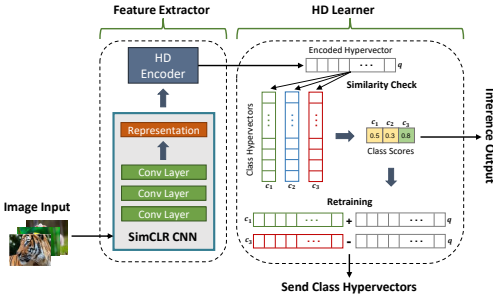 Feature Extractor
HD Learner
HD
Encoder
Encoded Hypervector
q
Similarity Check
Representation
Conv Layer
Conv Layer
Conv Layer
SimCLR CNN
Image Input
Class Hypervectors
c1 c2 c3
c1 c2 c3
0.5 0.3 0.8
Class Scores
Inference Output
Retraining
c1 + q
c3 - q
Send Class Hypervectors